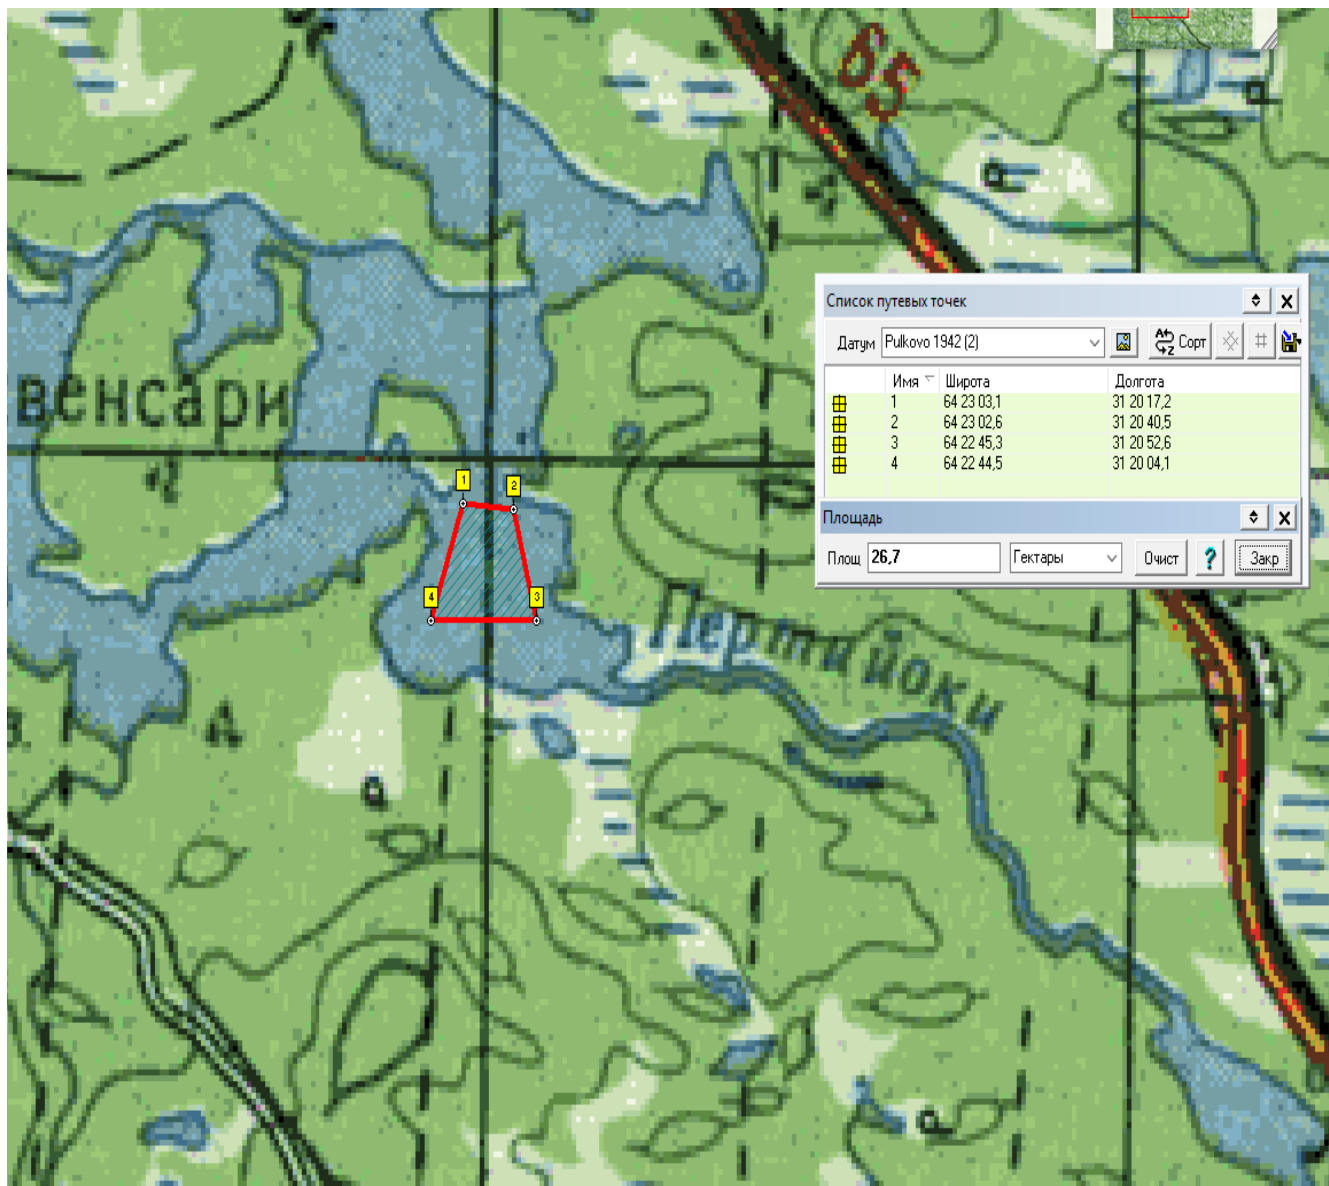 65
Р
Р
Список путевых точек
Датум Pulkovo 1942 (2) Сорт
Имя Широта Долгота
1 64 23 03,1 31 20 17,2
2 64 23 02,6 31 20 40,5
3 64 22 45,3 31 20 52,6
4 64 22 44,5 31 20 04,1
венсари
1
2
Площадь
Площ 26,7 Гектары Очист ? Закр
4
3
Пертийоки
Р